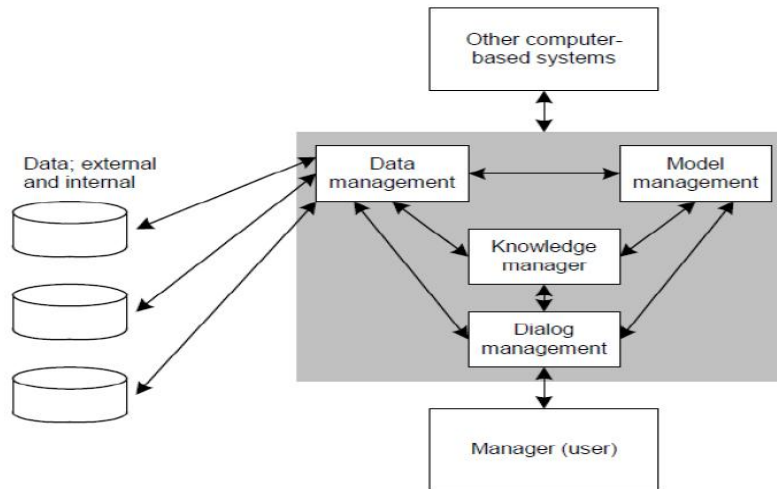 Other computer-
based systems
Data; external
and internal
Data
management
Model
management
Knowledge
manager
Dialog
management
Manager (user)